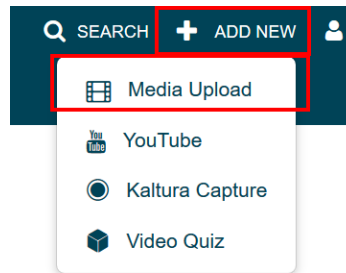 SEARCH ADD NEW
Media Upload
You Tube YouTube
Kaltura Capture
Video Quiz